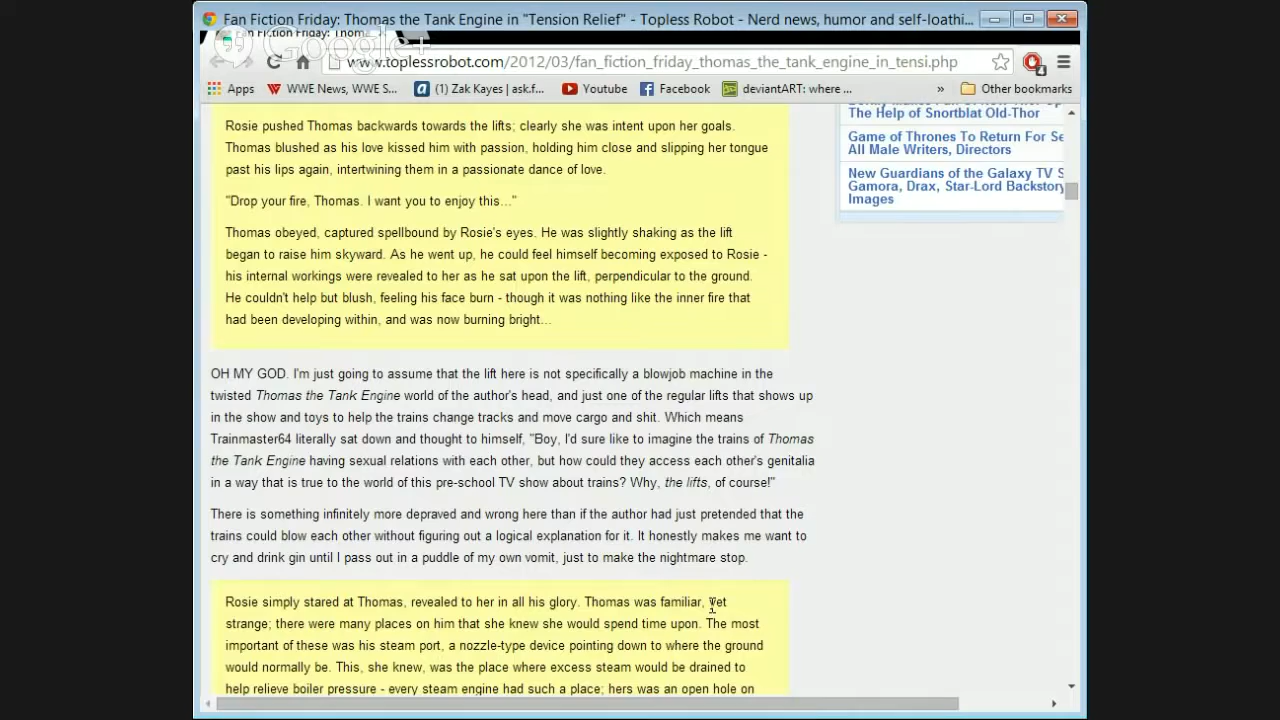 Fan Fiction Friday: Thomas the Tank Engine in "Tension Relief" - Topless Robot - Nerd news, humor and self-loathi...
Fan Fiction Friday: Thoma
Google+
www.toplessrobot.com/2012/03/fan_fiction_friday_thomas_the_tank_engine_in_tensi.php
4
Apps
WWE News, WWE S...
(1) Zak Kayes | ask.f...
Youtube
Facebook
deviantART: where ...
»
Other bookmarks
Rosie pushed Thomas backwards towards the lifts; clearly she was intent upon her goals.
Thomas blushed as his love kissed him with passion, holding him close and slipping her tongue
past his lips again, intertwining them in a passionate dance of love.
"Drop your fire, Thomas. I want you to enjoy this..."
Thomas obeyed, captured spellbound by Rosie's eyes. He was slightly shaking as the lift
began to raise him skyward. As he went up, he could feel himself becoming exposed to Rosie -
his internal workings were revealed to her as he sat upon the lift, perpendicular to the ground.
He couldn't help but blush, feeling his face burn - though it was nothing like the inner fire that
had been developing within, and was now burning bright...
OH MY GOD. I'm just going to assume that the lift here is not specifically a blowjob machine in the
twisted Thomas the Tank Engine world of the author's head, and just one of the regular lifts that shows up
in the show and toys to help the trains change tracks and move cargo and shit. Which means
Trainmaster64 literally sat down and thought to himself, "Boy, I'd sure like to imagine the trains of Thomas
the Tank Engine having sexual relations with each other, but how could they access each other's genitalia
in a way that is true to the world of this pre-school TV show about trains? Why, the lifts, of course!"
There is something infinitely more depraved and wrong here than if the author had just pretended that the
trains could blow each other without figuring out a logical explanation for it. It honestly makes me want to
cry and drink gin until I pass out in a puddle of my own vomit, just to make the nightmare stop.
Rosie simply stared at Thomas, revealed to her in all his glory. Thomas was familiar, yet
strange; there were many places on him that she knew she would spend time upon. The most
important of these was his steam port, a nozzle-type device pointing down to where the ground
would normally be. This, she knew, was the place where excess steam would be drained to
help relieve boiler pressure - every steam engine had such a place; hers was an open hole on
The Help of Snortblat Old-Thor
Game of Thrones To Return For Se
All Male Writers, Directors
New Guardians of the Galaxy TV S
Gamora, Drax, Star-Lord Backstory
Images